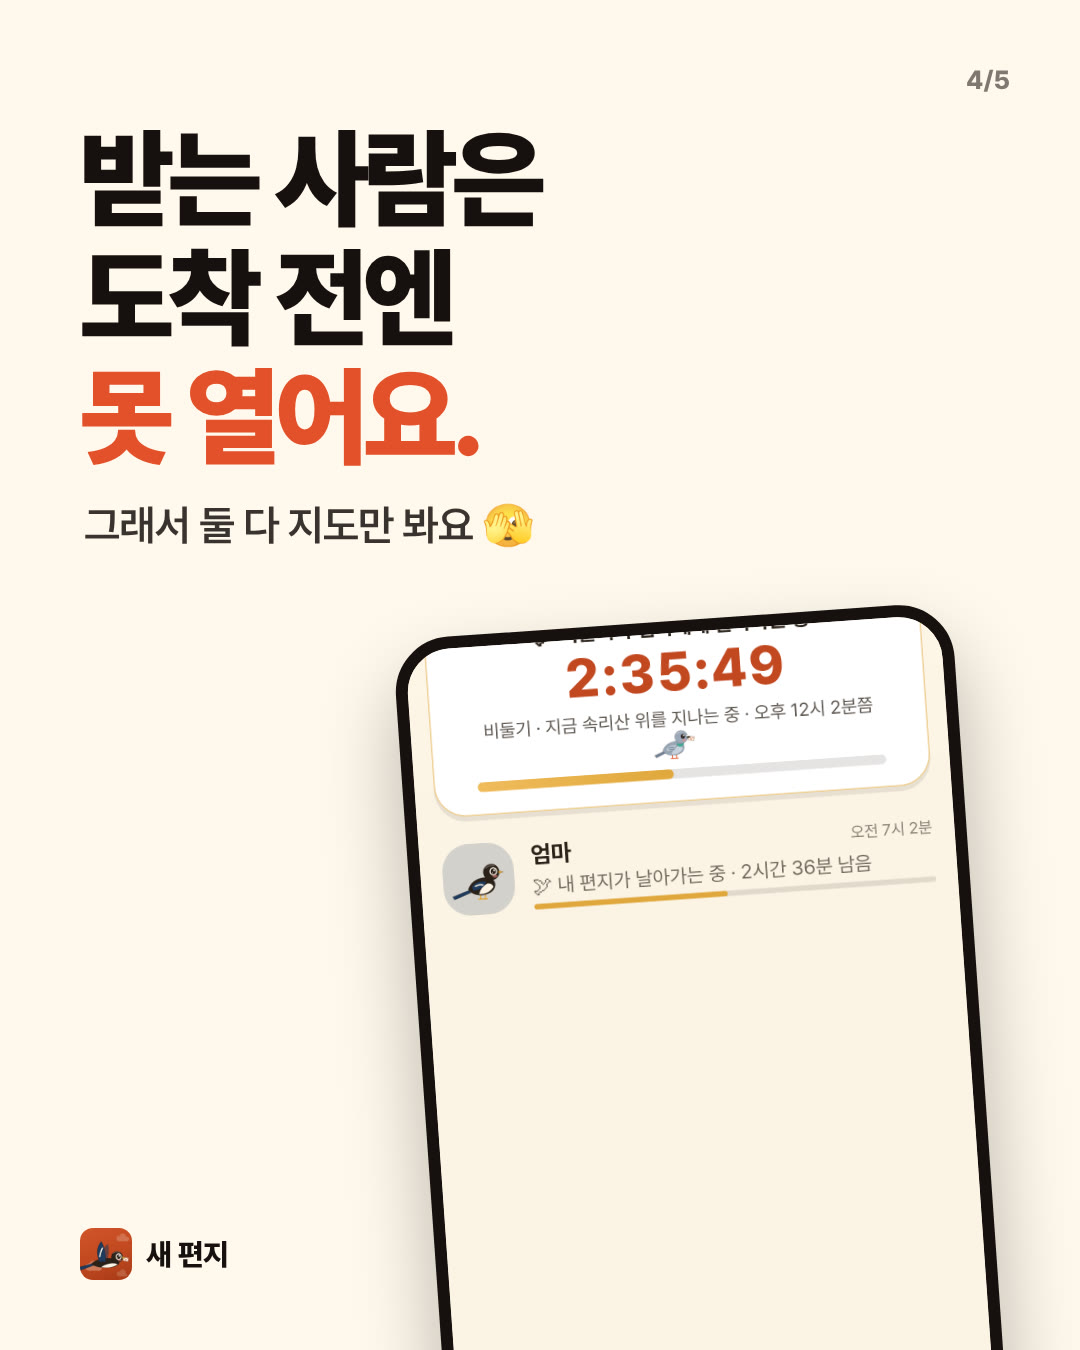 4/5
받는 사람은
도착 전엔
못 열어요.
그래서 둘 다 지도만 봐요 🫣
2:35:49
비둘기 · 지금 속리산 위를 지나는 중 · 오후 12시 2분쯤
오전 7시 2분
엄마
🕊 내 편지가 날아가는 중 · 2시간 36분 남음
새 편지